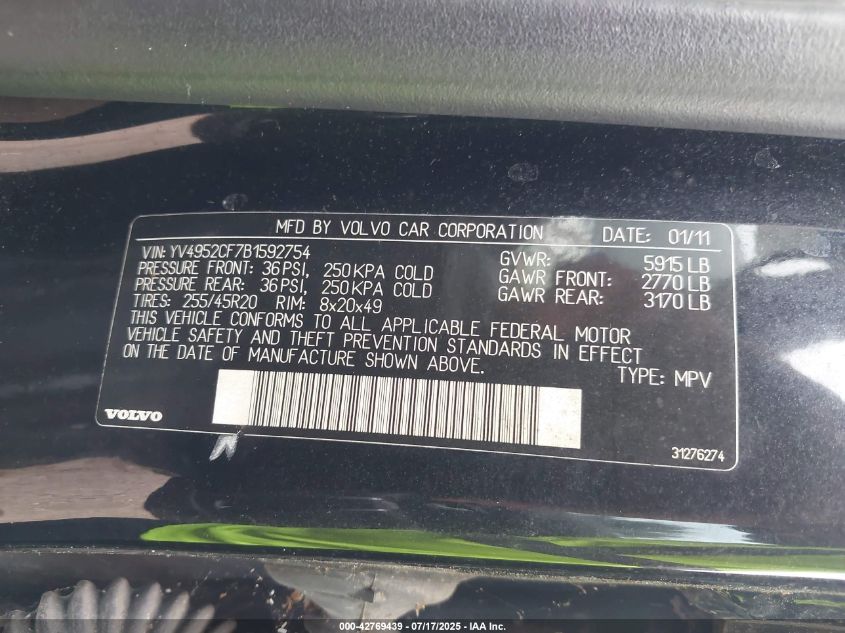 MFD BY VOLVO CAR CORPORATION DATE: 01/11
VIN: YV4952CF7B1592754 GVWR: 5915 LB
PRESSURE FRONT: 36 PSI, 250 KPA COLD GAWR FRONT: 2770 LB
PRESSURE REAR: 36 PSI, 250 KPA COLD GAWR REAR: 3170 LB
TIRES: 255/45R20 RIM: 8x20x49
THIS VEHICLE CONFORMS TO ALL APPLICABLE FEDERAL MOTOR
VEHICLE SAFETY AND THEFT PREVENTION STANDARDS IN EFFECT
ON THE DATE OF MANUFACTURE SHOWN ABOVE.
TYPE: MPV
VOLVO
31276274
000-42769439 - 07/17/2025 - IAA Inc.